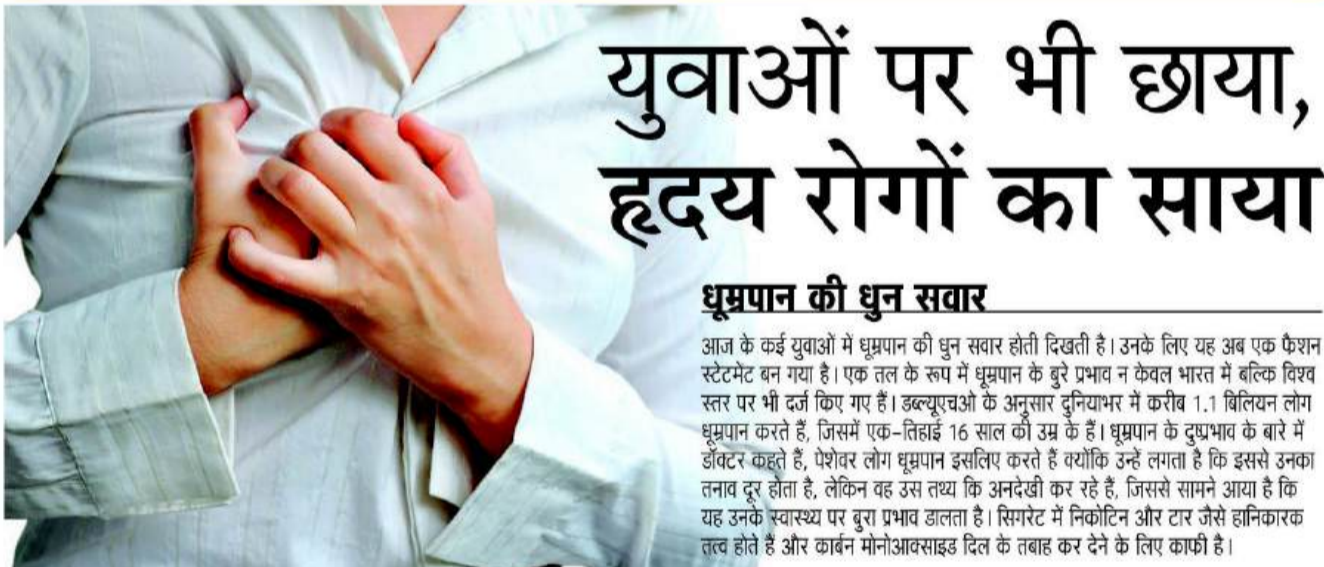 युवाओं पर भी छाया,
हृदय रोगों का साया
धूम्रपान की धुन सवार
आज के कई युवाओं में धूम्रपान की धुन सवार होती दिखती है। उनके लिए यह अब एक फैशन
स्टेटमेंट बन गया है। एक तल के रूप में धूम्रपान के बुरे प्रभाव न केवल भारत में बल्कि विश्व
स्तर पर भी दर्ज किए गए हैं। डब्ल्यूएचओ के अनुसार दुनियाभर में करीब 1.1 बिलियन लोग
धूम्रपान करते हैं, जिसमें एक-तिहाई 16 साल की उम्र के हैं। धूम्रपान के दुष्प्रभाव के बारे में
डॉक्टर कहते हैं, पेशेवर लोग धूम्रपान इसलिए करते हैं क्योंकि उन्हें लगता है कि इससे उनका
तनाव दूर होता है, लेकिन वह उस तथ्य कि अनदेखी कर रहे हैं, जिससे सामने आया है कि
यह उनके स्वास्थ्य पर बुरा प्रभाव डालता है। सिगरेट में निकोटिन और टार जैसे हानिकारक
तत्व होते हैं और कार्बन मोनोआक्साइड दिल के तबाह कर देने के लिए काफी है।